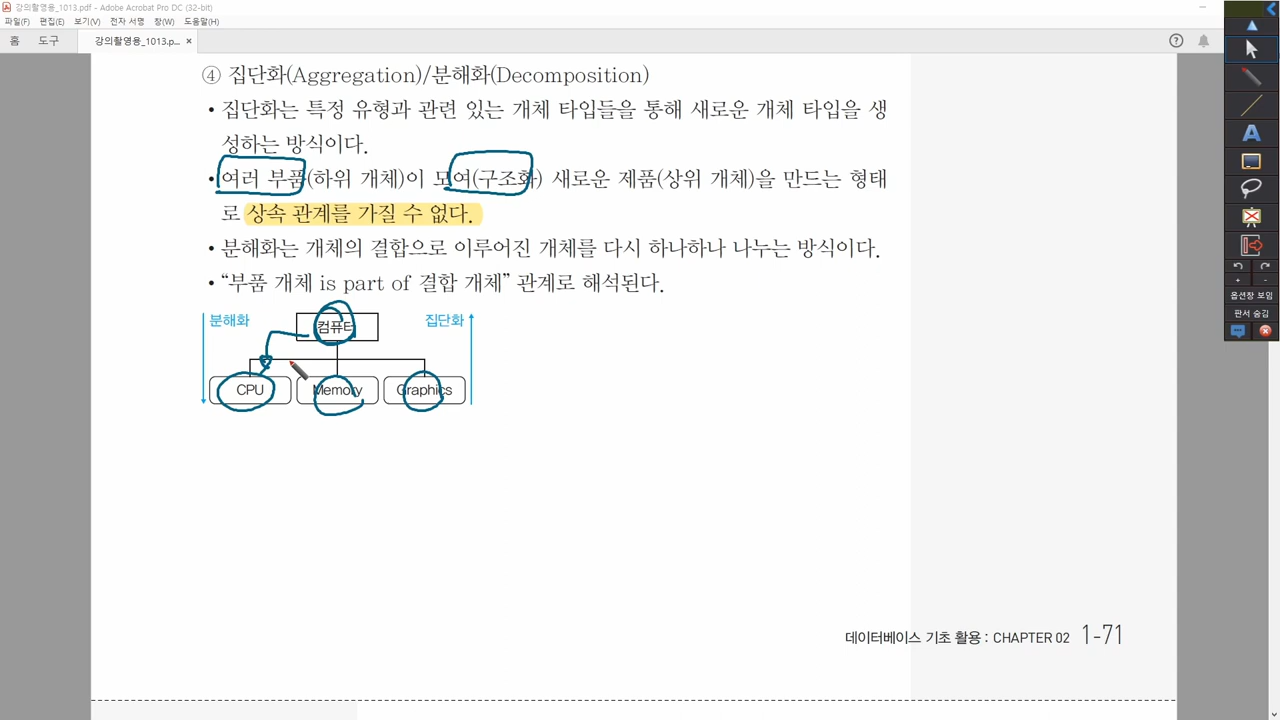 강의촬영용_1013.pdf - Adobe Acrobat Pro DC (32-bit)
파일(F) 편집(E) 보기(V) 전자 서명 창(W) 도움말(H)
홈 도구 강의촬영용_1013.p... ×
④ 집단화(Aggregation)/분해화(Decomposition)
• 집단화는 특정 유형과 관련 있는 개체 타입들을 통해 새로운 개체 타입을 생
성하는 방식이다.
• 여러 부품(하위 개체)이 모여(구조화) 새로운 제품(상위 개체)을 만드는 형태
로 상속 관계를 가질 수 없다.
• 분해화는 개체의 결합으로 이루어진 개체를 다시 하나하나 나누는 방식이다.
• “부품 개체 is part of 결합 개체” 관계로 해석된다.
분해화 컴퓨터 집단화
CPU Memory Graphics
데이터베이스 기초 활용 : CHAPTER 02 1-71
A
+ -
옵션장 보임
판서 숨김